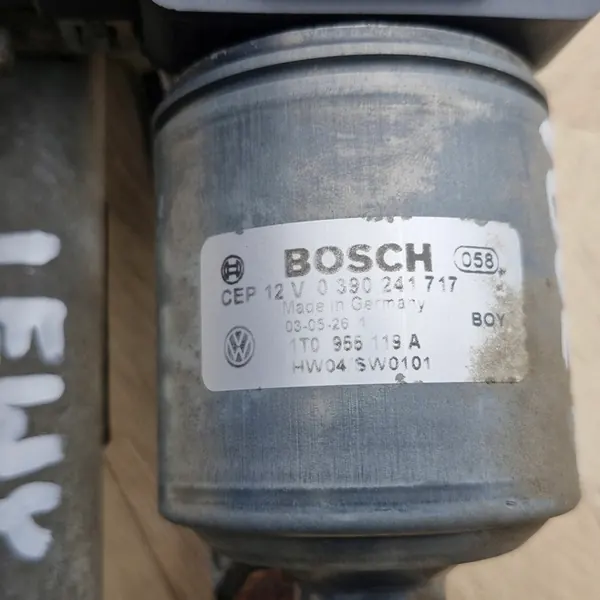 BOSCH 058
CEP 12 V 0 390 241 717
Made in Germany
03-05-26 1 BOY
1T0 955 119 A
HW04 SW0101
LEWY